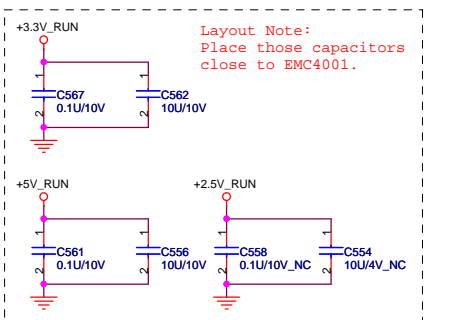 +3.3V_RUN
Layout Note:
Place those capacitors
close to EMC4001.
1
1
C567
C562
0.1U/10V
10U/10V
2
2
+5V_RUN
+2.5V_RUN
1
1
1
1
C561
C556
C558
C554
0.1U/10V
10U/10V
0.1U/10V_NC
10U/4V_NC
2
2
2
2